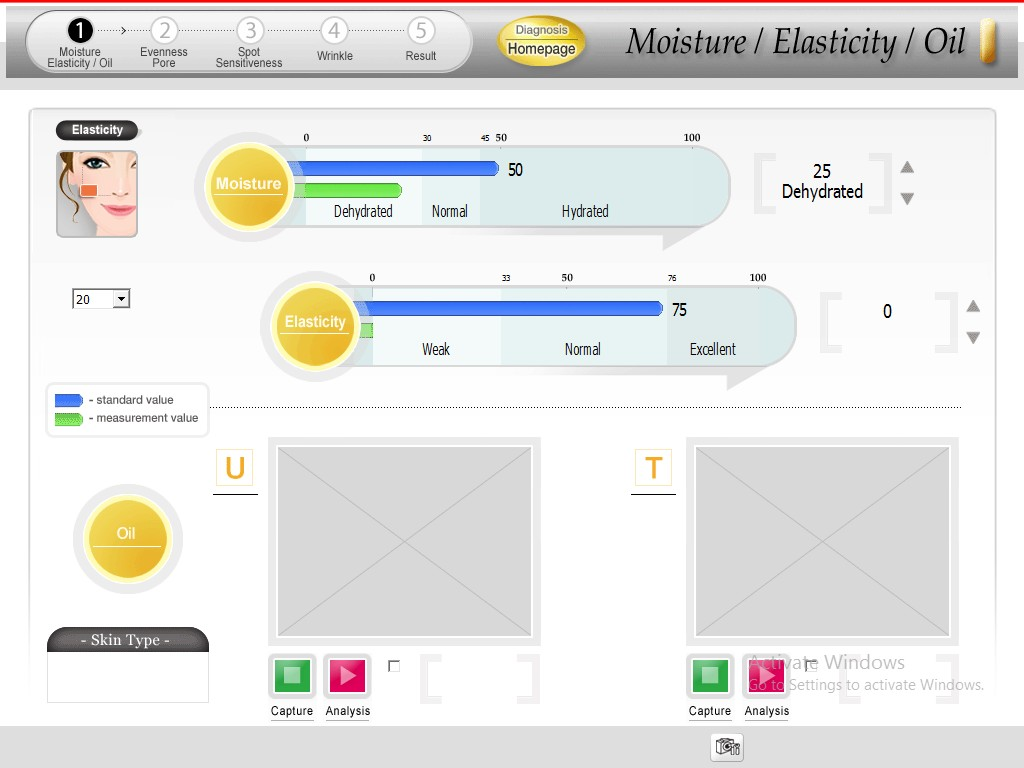 1 2 3 4 5
Moisture
Elasticity / Oil
Evenness
Pore
Spot
Sensitiveness
Wrinkle
Result
Diagnosis
Homepage
Moisture / Elasticity / Oil
Elasticity
0 30 45 50 100
Moisture
50
Dehydrated Normal Hydrated
25
Dehydrated
20
0 33 50 76 100
Elasticity
75
Weak Normal Excellent
0
- standard value
- measurement value
U
T
Oil
- Skin Type -
Capture Analysis
Capture Analysis
Activate Windows
Go to Settings to activate Windows.